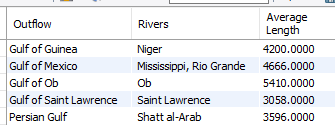 Outflow Rivers Average Length
Gulf of Guinea Niger 4200.0000
Gulf of Mexico Mississippi, Rio Grande 4666.0000
Gulf of Ob Ob 5410.0000
Gulf of Saint Lawrence Saint Lawrence 3058.0000
Persian Gulf Shatt al-Arab 3596.0000